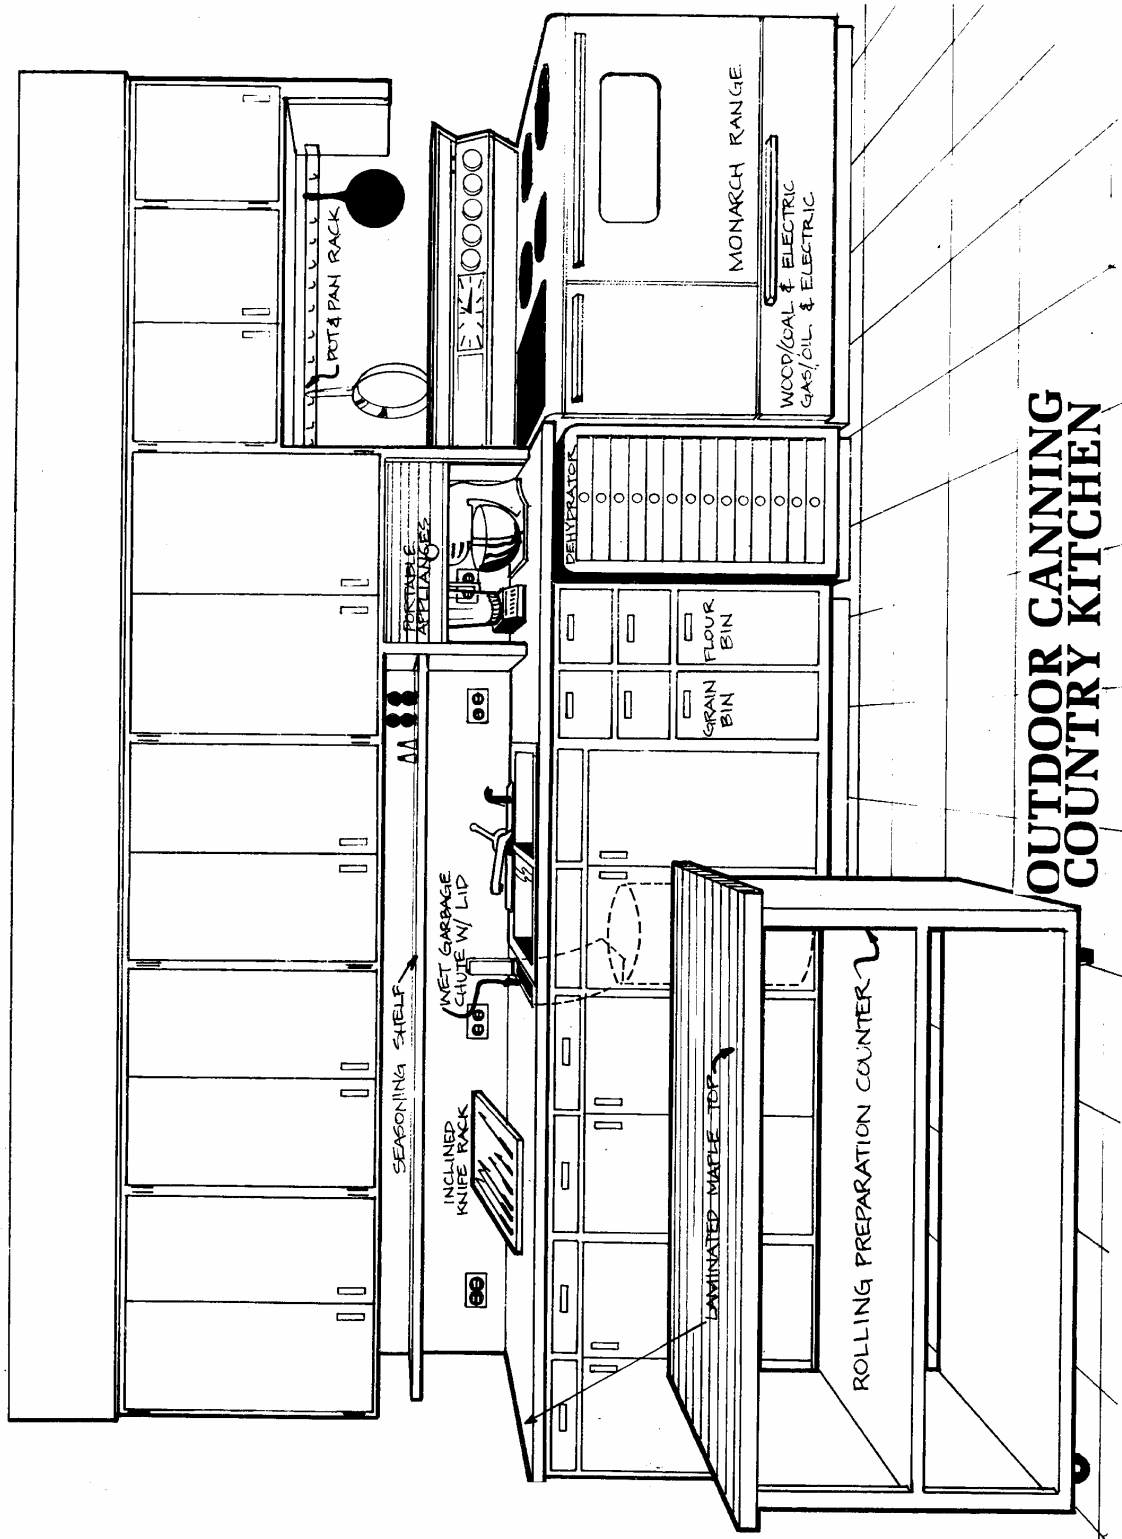 POT & PAN RACK
PORTABLE
APPLIANCES
SEASONING SHELF
WET GARBAGE
CHUTE W/ LID
INCLINED
KNIFE RACK
DEHYDRATOR
MONARCH RANGE
WOOD/COAL & ELECTRIC
GAS/OIL & ELECTRIC
GRAIN
BIN
FLOUR
BIN
LAMINATED MAPLE TOP
ROLLING PREPARATION COUNTER
OUTDOOR CANNING
COUNTRY KITCHEN